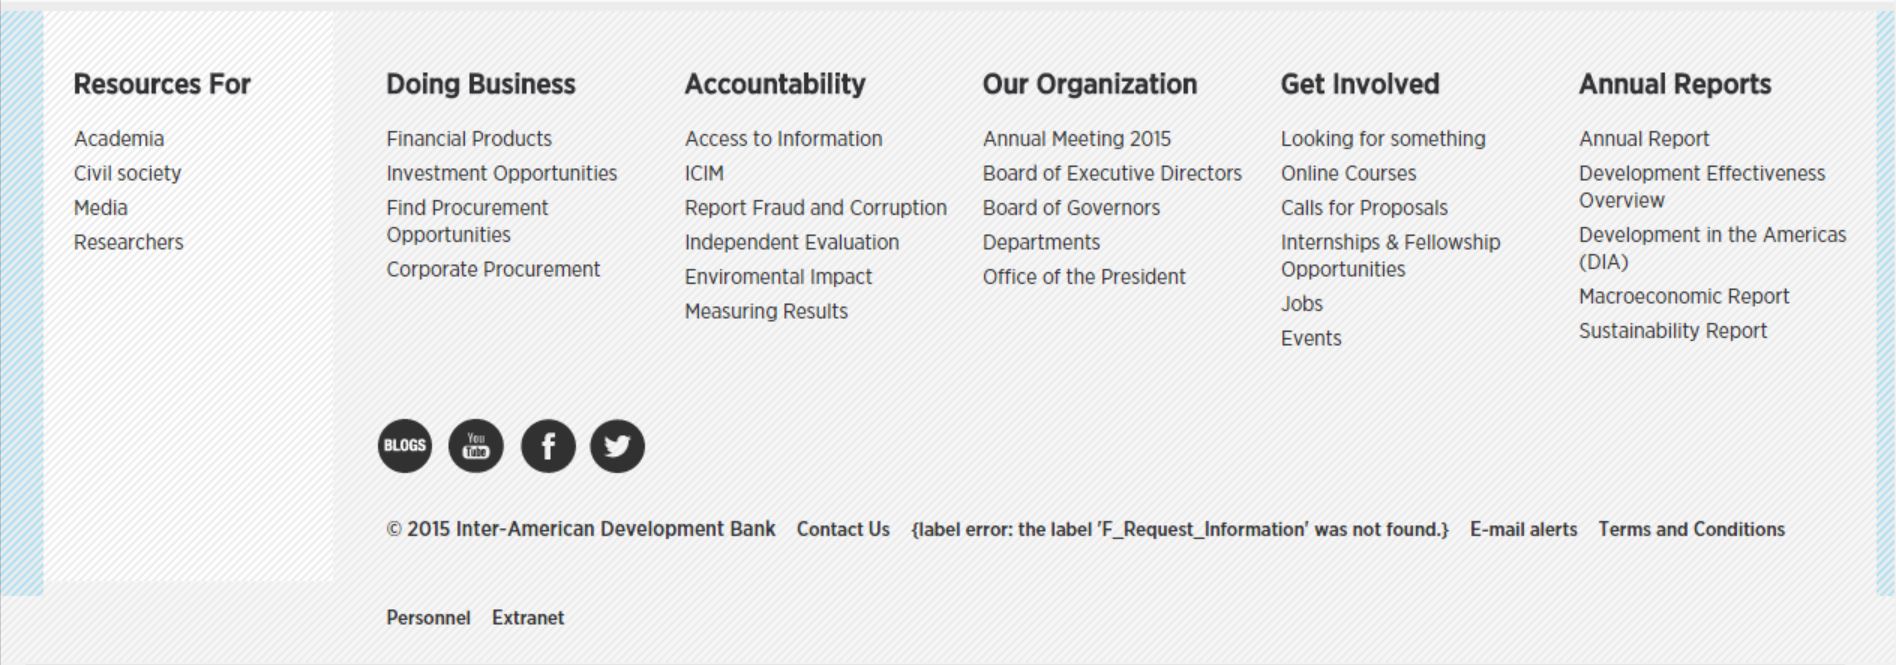 Resources For
Academia
Civil society
Media
Researchers
Doing Business
Financial Products
Investment Opportunities
Find Procurement
Opportunities
Corporate Procurement
Accountability
Access to Information
ICIM
Report Fraud and Corruption
Independent Evaluation
Enviromental Impact
Measuring Results
Our Organization
Annual Meeting 2015
Board of Executive Directors
Board of Governors
Departments
Office of the President
Get Involved
Looking for something
Online Courses
Calls for Proposals
Internships & Fellowship
Opportunities
Jobs
Events
Annual Reports
Annual Report
Development Effectiveness
Overview
Development in the Americas
(DIA)
Macroeconomic Report
Sustainability Report
BLOGS
You
Tube
© 2015 Inter-American Development Bank Contact Us {label error: the label 'F_Request_Information' was not found.} E-mail alerts Terms and Conditions
Personnel Extranet